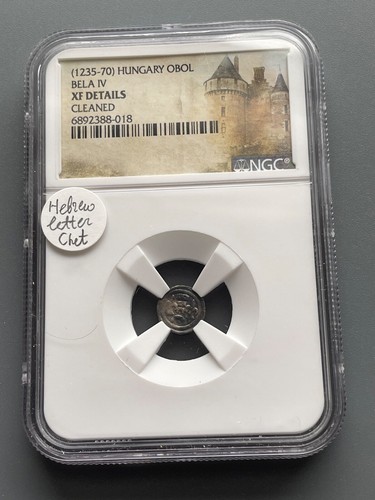 (1235-70) HUNGARY OBOL
BELA IV
XF DETAILS
CLEANED
6892388-018
NGC®
Hebrew
letter
Chet